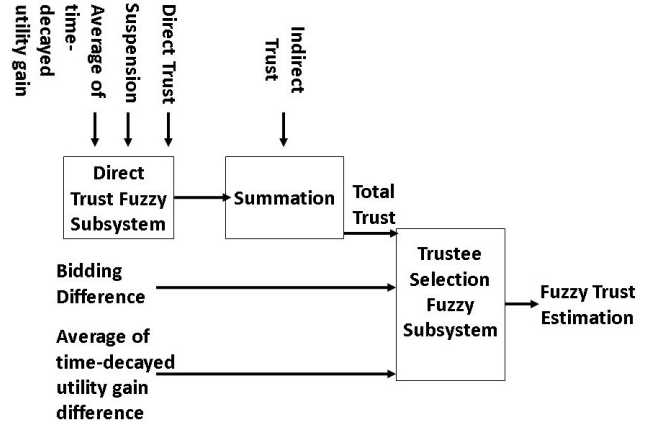 Average of
time-
decayed
utility gain
Suspension
Direct Trust
Indirect
Trust
Direct
Trust Fuzzy
Subsystem
Summation
Total
Trust
Trustee
Selection
Fuzzy
Subsystem
Bidding
Difference
Average of
time-decayed
utility gain
difference
Fuzzy Trust
Estimation